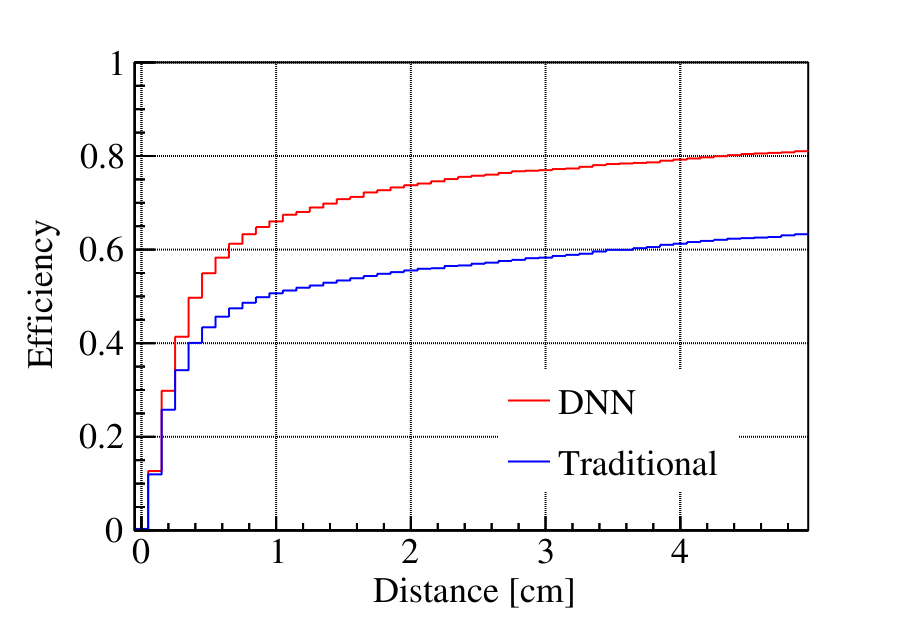 1
0.8
0.6
0.4
0.2
0
Efficiency
DNN
Traditional
0 1 2 3 4
Distance [cm]